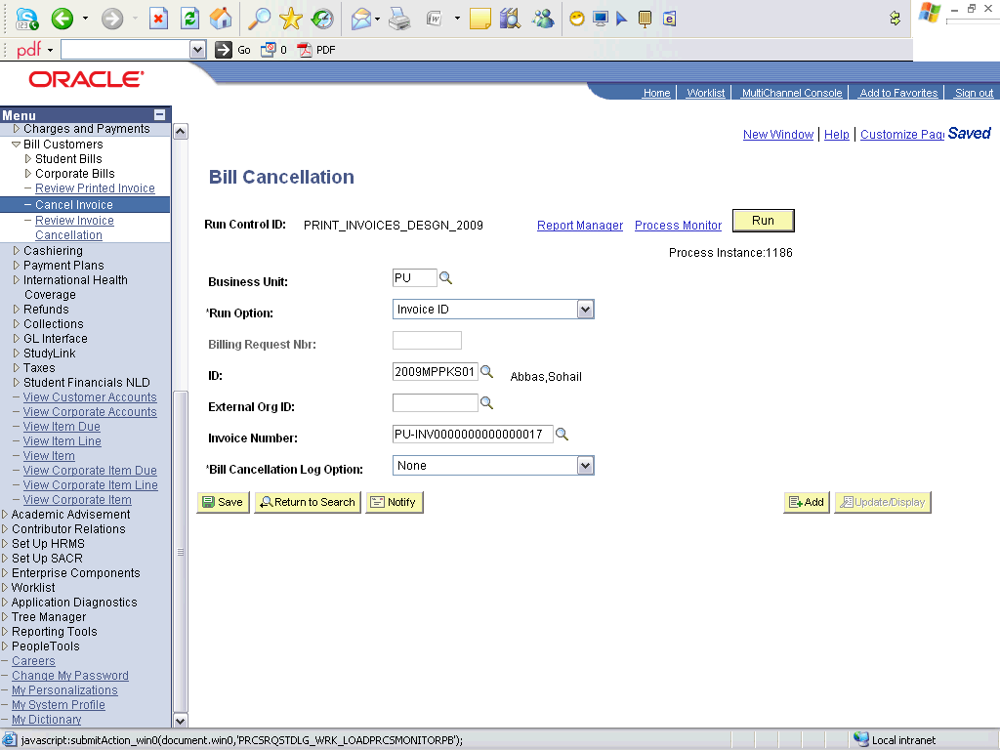 pdf
Go
0
PDF
ORACLE
Home
Worklist
MultiChannel Console
Add to Favorites
Sign out
Menu
Charges and Payments
Bill Customers
Student Bills
Corporate Bills
Review Printed Invoice
Cancel Invoice
Review Invoice
Cancellation
Cashiering
Payment Plans
International Health
Coverage
Refunds
Collections
GL Interface
StudyLink
Taxes
Student Financials NLD
View Customer Accounts
View Corporate Accounts
View Item Due
View Item Line
View Item
View Corporate Item Due
View Corporate Item Line
View Corporate Item
Academic Advisement
Contributor Relations
Set Up HRMS
Set Up SACR
Enterprise Components
Worklist
Application Diagnostics
Tree Manager
Reporting Tools
PeopleTools
Careers
Change My Password
My Personalizations
My System Profile
My Dictionary
New Window | Help | Customize Pag Saved
Bill Cancellation
Run Control ID: PRINT_INVOICES_DESGN_2009 Report Manager Process Monitor Run
Process Instance:1186
Business Unit: PU
*Run Option: Invoice ID
Billing Request Nbr:
ID: 2009MPPKS01 Abbas,Sohail
External Org ID:
Invoice Number: PU-INV0000000000000017
*Bill Cancellation Log Option: None
Save Return to Search Notify Add Update/Display
javascript:submitAction_win0(document.win0,'PRCSRQSTDLG_WRK_LOADPRCSMONITORPB');
Local intranet